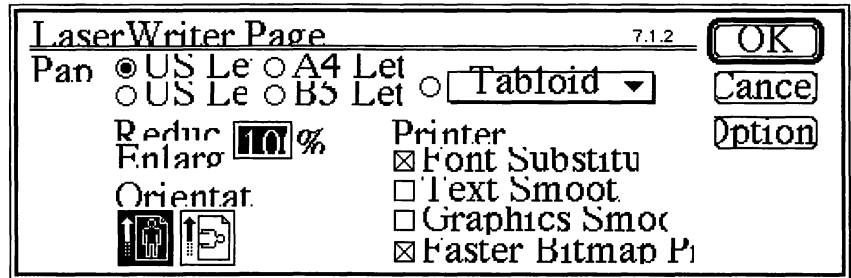 LaserWriter Page 7.1.2 OK
Pap US Le A4 Let
US Le B5 Let Tabloid Cance
Reduc 10 % Printer Option
Enlarg Font Substitu
Orientat Text Smoot
Graphics Smoo
Faster Bitmap Pr